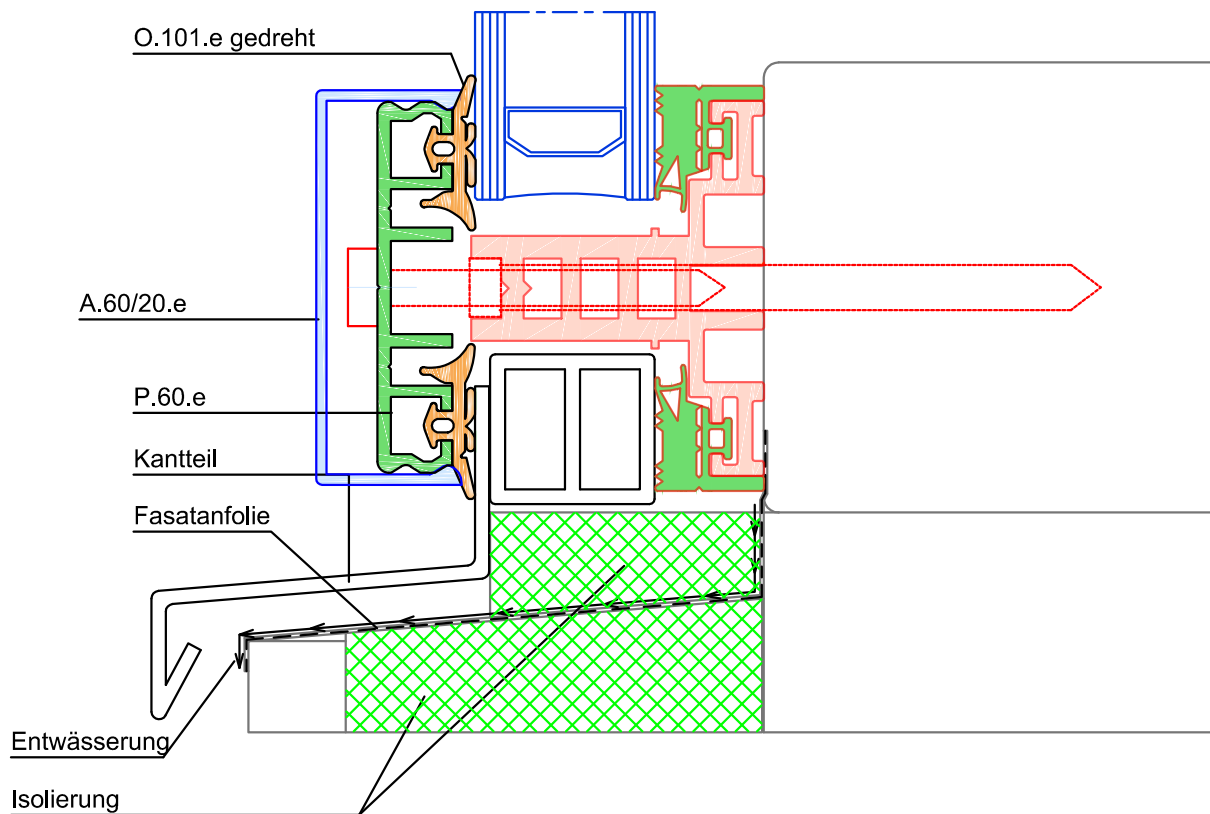 O.101.e gedreht
A.60/20.e
P.60.e
Kantteil
Fasatanfolie
Entwässerung
Isolierung